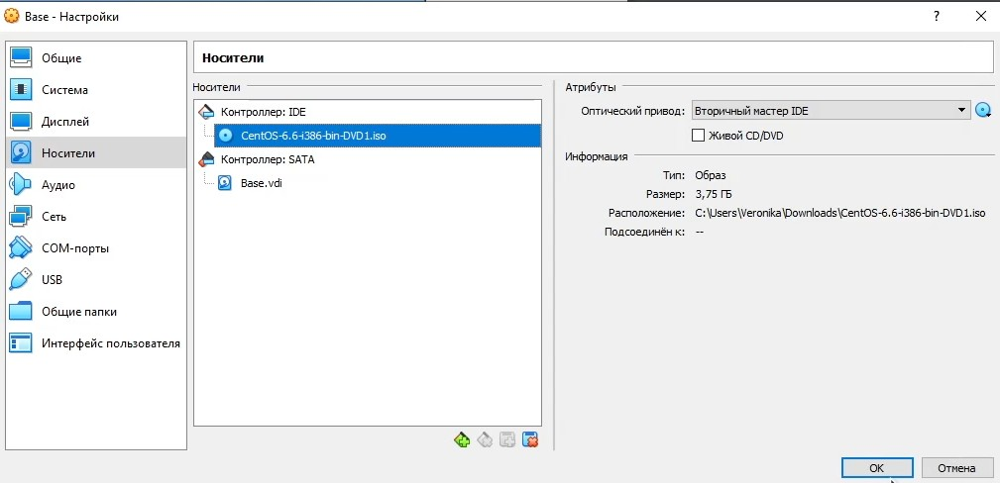 Base - Настройки
?
Общие
Система
Дисплей
Носители
Аудио
Сеть
COM-порты
USB
Общие папки
Интерфейс пользователя
Носители
Носители
Контроллер: IDE
CentOS-6.6-i386-bin-DVD1.iso
Контроллер: SATA
Base.vdi
Атрибуты
Оптический привод: Вторичный мастер IDE
Живой CD/DVD
Информация
Тип: Образ
Размер: 3,75 ГБ
Расположение: C:\Users\Veronika\Downloads\CentOS-6.6-i386-bin-DVD1.iso
Подсоединён к: --
OK
Отмена